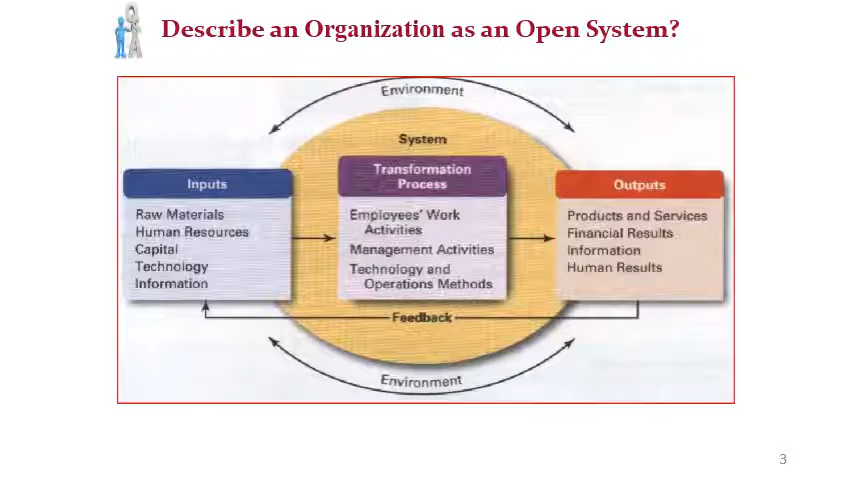 Describe an Organization as an Open System?
Environment
System
Inputs
Raw Materials
Human Resources
Capital
Technology
Information
Transformation
Process
Employees' Work
Activities
Management Activities
Technology and
Operations Methods
Outputs
Products and Services
Financial Results
Information
Human Results
Feedback
Environment
3